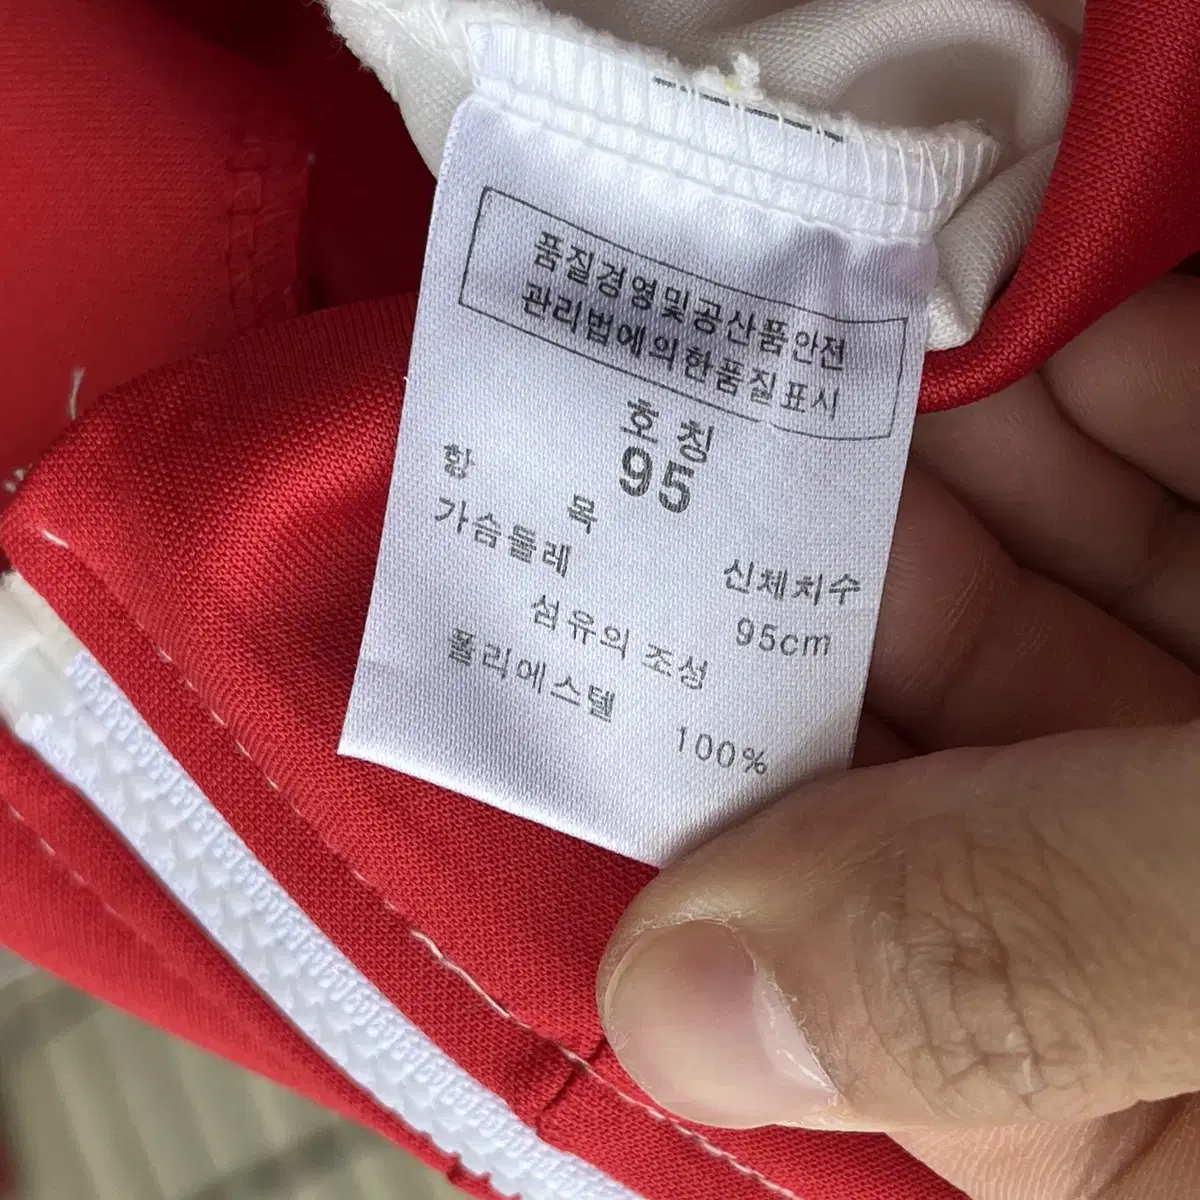 품질경영및공산품안전
관리법에의한품질표시
호칭
95
항 목 신체치수
가슴둘레 95cm
섬유의 조성
폴리에스텔 100%